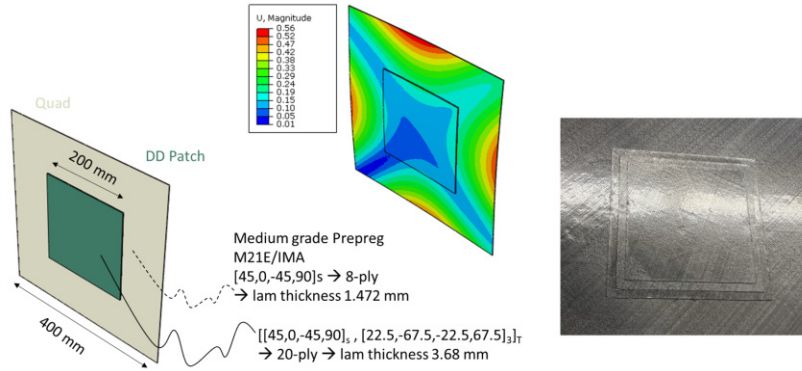 U, Magnitude
0.56
0.52
0.47
0.42
0.38
0.33
0.29
0.24
0.19
0.15
0.10
0.05
0.01
Quad
DD Patch
200 mm
400 mm
Medium grade Prepreg
M21E/IMA
[45,0,-45,90]s → 8-ply
→ lam thickness 1.472 mm
[[45,0,-45,90]s , [22.5,-67.5,-22.5,67.5]3]T
→ 20-ply → lam thickness 3.68 mm